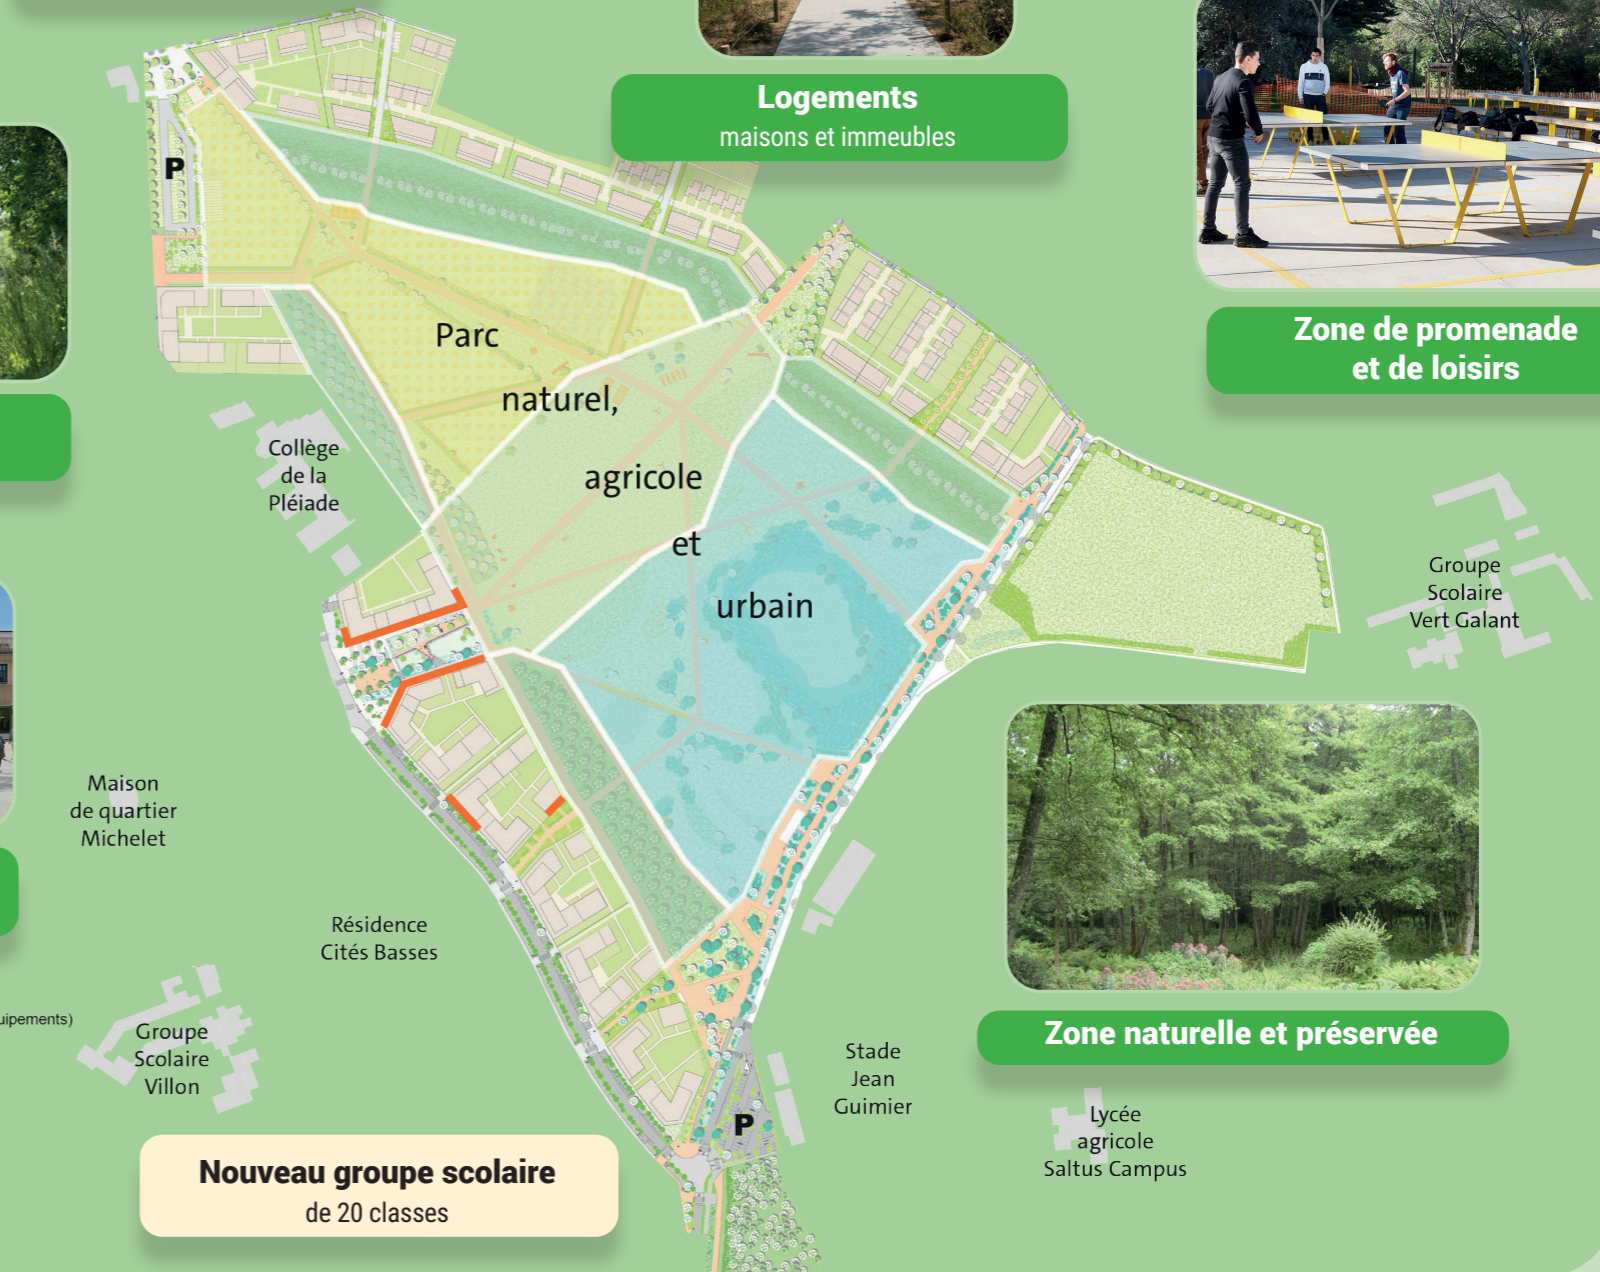 Logements
maisons et immeubles
P
Zone de promenade
et de loisirs
Parc
naturel,
agricole
et
urbain
Collège
de la
Pléiade
Groupe
Scolaire
Vert Galant
Maison
de quartier
Michelet
Résidence
Cités Basses
Groupe
Scolaire
Villon
Zone naturelle et préservée
Stade
Jean
Guimier
P
Lycée
agricole
Saltus Campus
Nouveau groupe scolaire
de 20 classes